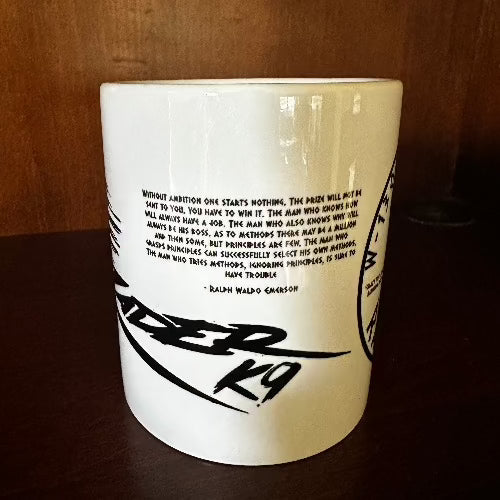 WITHOUT AMBITION ONE STARTS NOTHING. THE PRIZE WILL NOT BE
SENT TO YOU, YOU HAVE TO WIN IT. THE MAN WHO KNOWS HOW
WILL ALWAYS HAVE A JOB. THE MAN WHO ALSO KNOWS WHY WILL
ALWAYS BE HIS BOSS. AS TO METHODS THERE MAY BE A MILLION
AND THEN SOME, BUT PRINCIPLES ARE FEW. THE MAN WHO
GRASPS PRINCIPLES CAN SUCCESSFULLY SELECT HIS OWN METHODS.
THE MAN WHO TRIES METHODS, IGNORING PRINCIPLES, IS SURE TO
HAVE TROUBLE
- RALPH WALDO EMERSON
K9